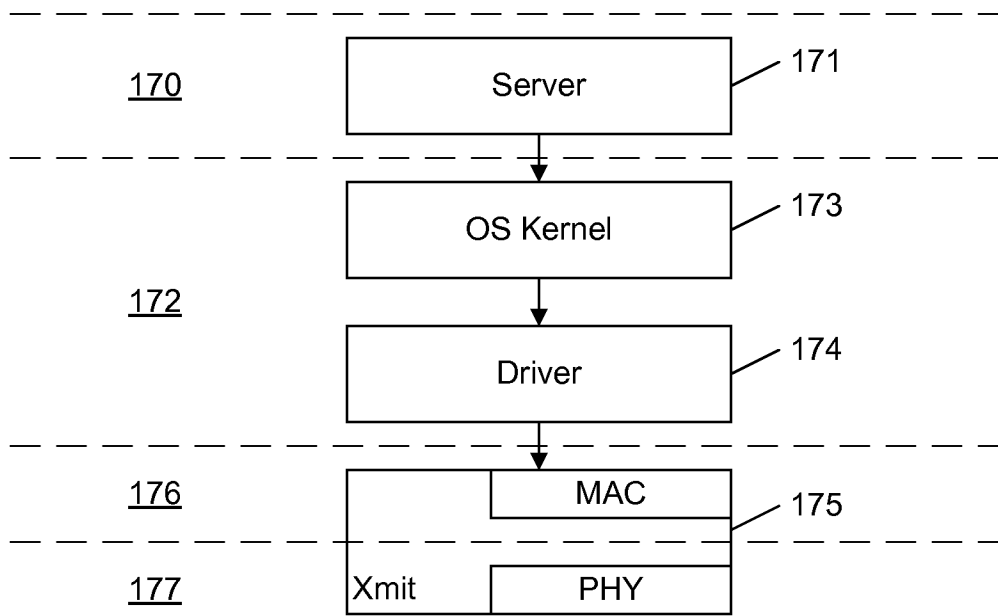 171
170
Server
173
OS Kernel
172
174
Driver
176
MAC
175
177
Xmit
PHY